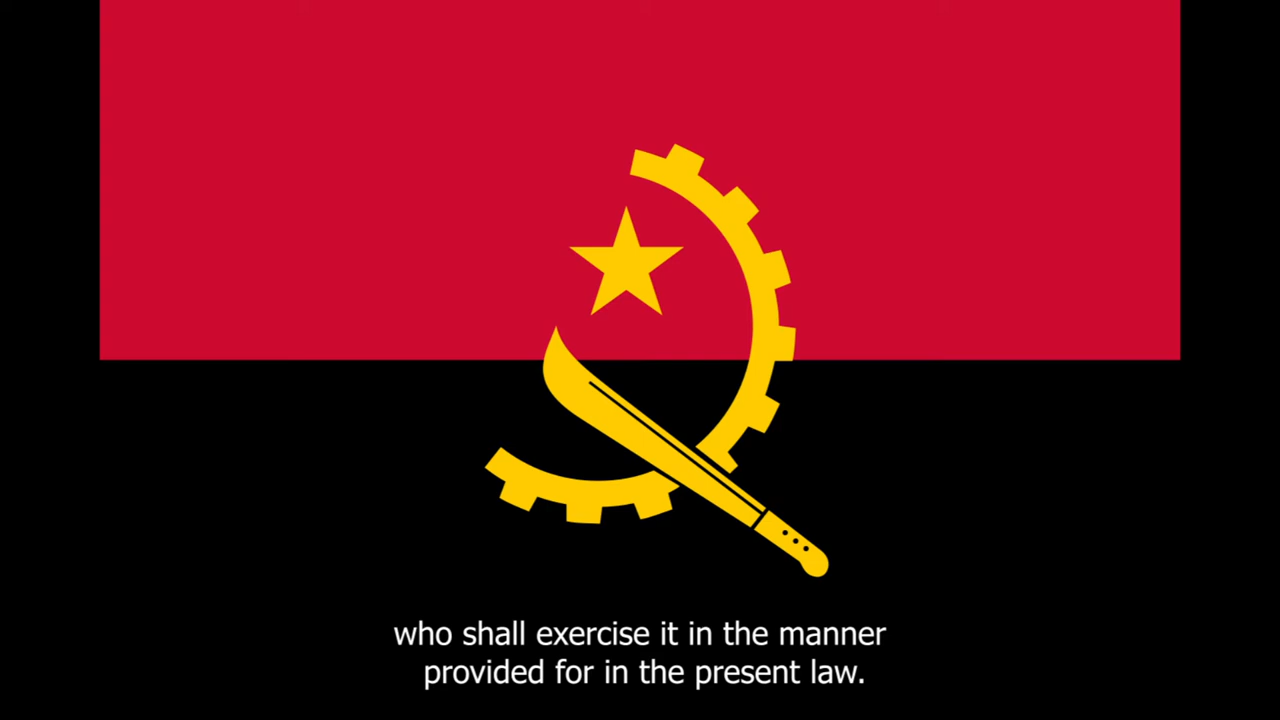 who shall exercise it in the manner
provided for in the present law.